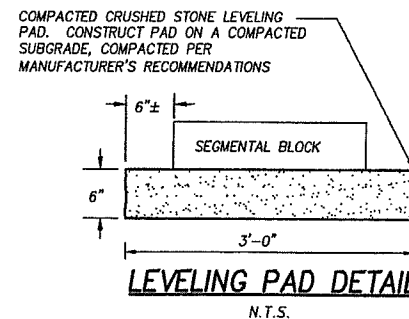 COMPACTED CRUSHED STONE LEVELING
PAD. CONSTRUCT PAD ON A COMPACTED
SUBGRADE, COMPACTED PER
MANUFACTURER'S RECOMMENDATIONS
6"±
SEGMENTAL BLOCK
6"
3'-0"
LEVELING PAD DETAIL
N.T.S.